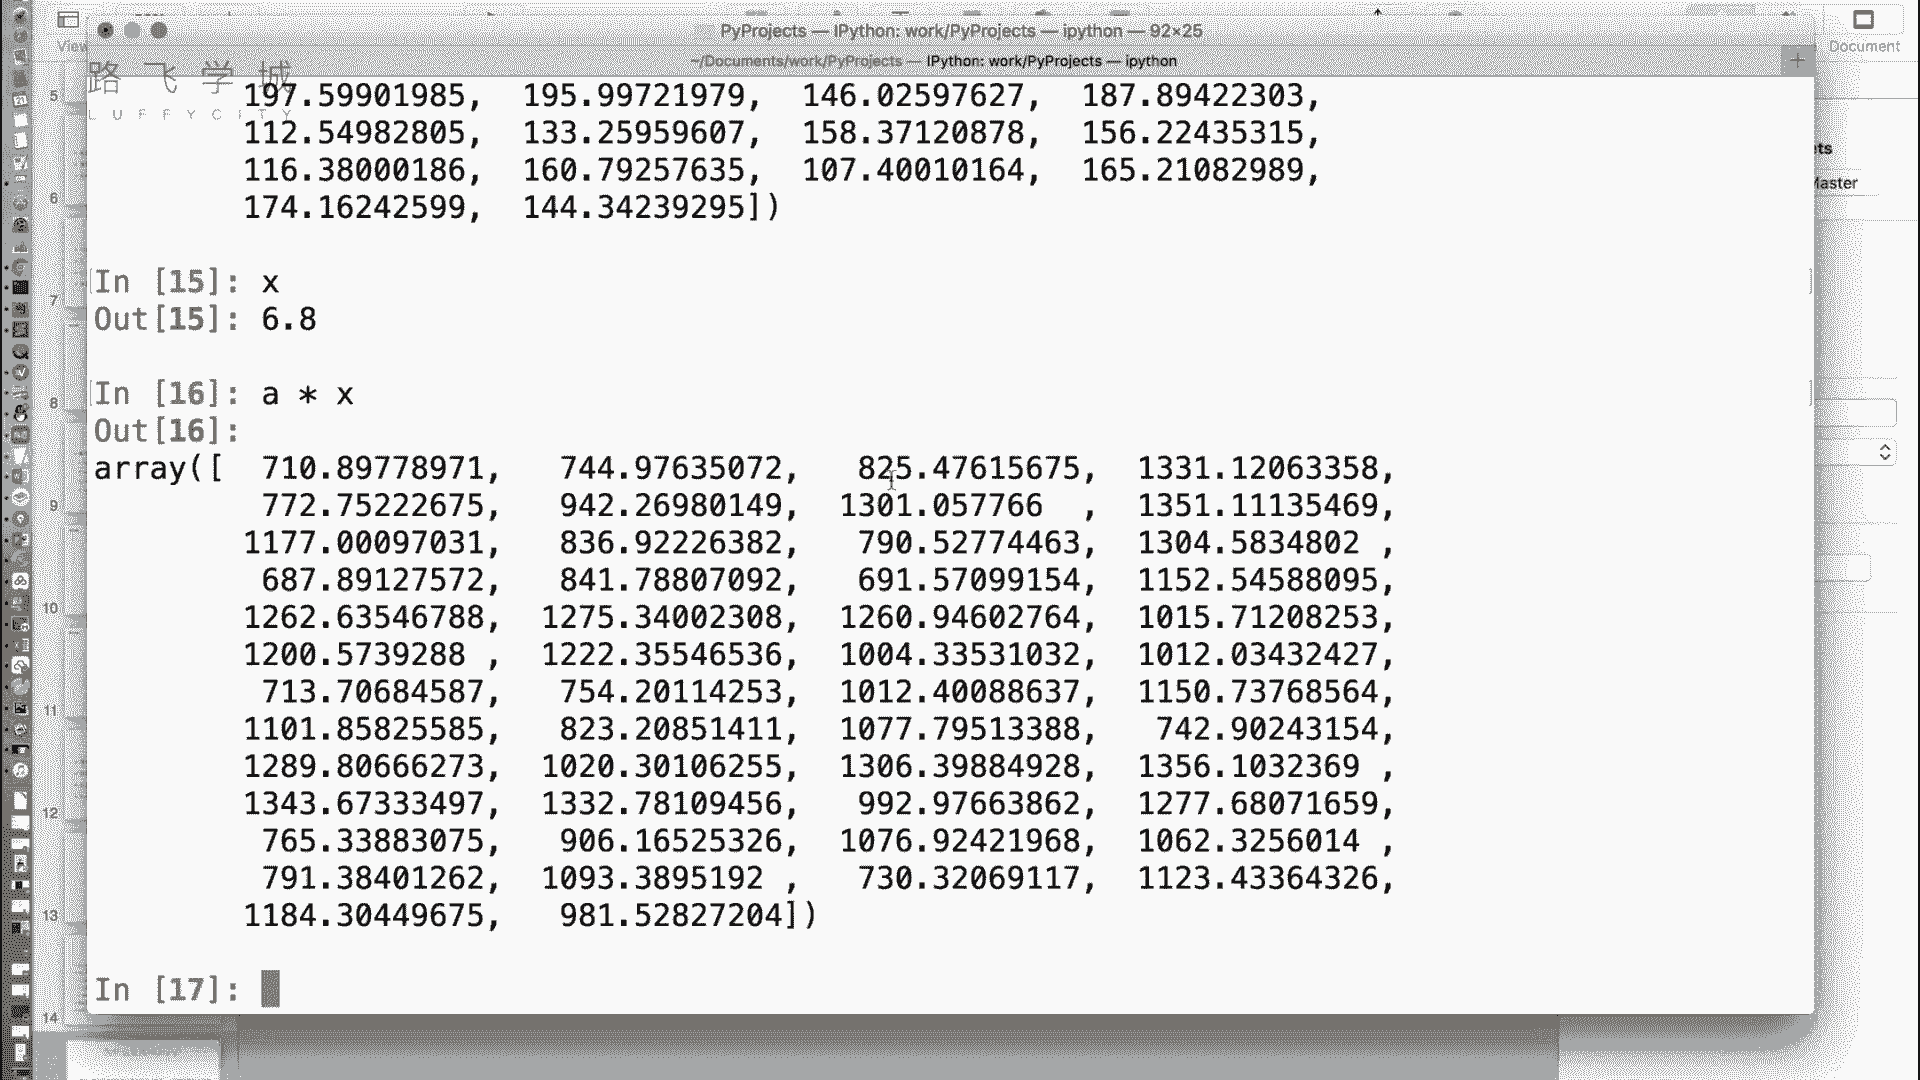 PyProjects — IPython: work/PyProjects — ipython — 92×25
View
Document
~/Documents/work/PyProjects — IPython: work/PyProjects — ipython
路飞学城
LUFFYCITY
197.59901985, 195.99721979, 146.02597627, 187.89422303,
112.54982805, 133.25959607, 158.37120878, 156.22435315,
116.38000186, 160.79257635, 107.40010164, 165.21082989,
174.16242599, 144.34239295])
In [15]: x
Out[15]: 6.8
In [16]: a * x
Out[16]:
array([ 710.89778971, 744.97635072, 825.47615675, 1331.12063358,
772.75222675, 942.26980149, 1301.057766 , 1351.11135469,
1177.00097031, 836.92226382, 790.52774463, 1304.5834802 ,
687.89127572, 841.78807092, 691.57099154, 1152.54588095,
1262.63546788, 1275.34002308, 1260.94602764, 1015.71208253,
1200.5739288 , 1222.35546536, 1004.33531032, 1012.03432427,
713.70684587, 754.20114253, 1012.40088637, 1150.73768564,
1101.85825585, 823.20851411, 1077.79513388, 742.90243154,
1289.80666273, 1020.30106255, 1306.39884928, 1356.1032369 ,
1343.67333497, 1332.78109456, 992.97663862, 1277.68071659,
765.33883075, 906.16525326, 1076.92421968, 1062.3256014 ,
791.38401262, 1093.3895192 , 730.32069117, 1123.43364326,
1184.30449675, 981.52827204])
In [17]:
5
6
7
8
9
10
11
12
13
14
Master